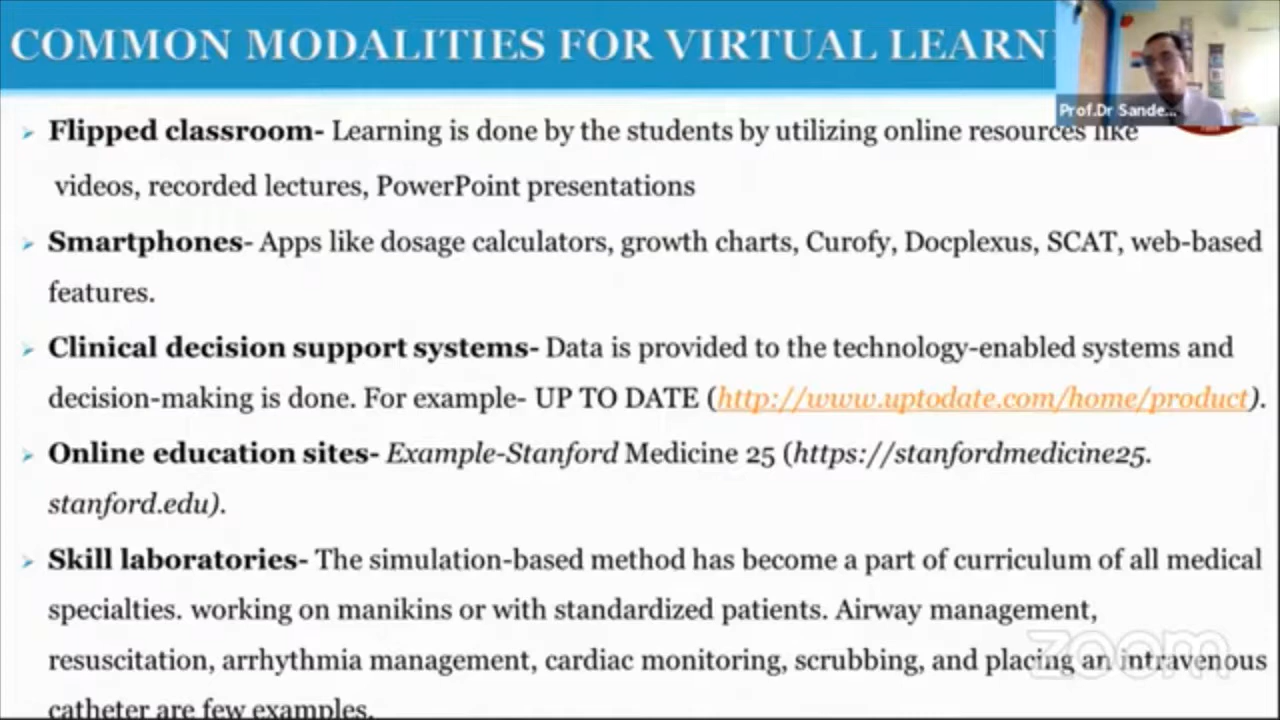 COMMON MODALITIES FOR VIRTUAL LEARN
Prof.Dr Sande...
➢ Flipped classroom- Learning is done by the students by utilizing online resources like
videos, recorded lectures, PowerPoint presentations
➢ Smartphones- Apps like dosage calculators, growth charts, Curofy, Docplexus, SCAT, web-based
features.
➢ Clinical decision support systems- Data is provided to the technology-enabled systems and
decision-making is done. For example- UP TO DATE (http://www.uptodate.com/home/product).
➢ Online education sites- Example-Stanford Medicine 25 (https://stanfordmedicine25.
stanford.edu).
➢ Skill laboratories- The simulation-based method has become a part of curriculum of all medical
specialties. working on manikins or with standardized patients. Airway management,
resuscitation, arrhythmia management, cardiac monitoring, scrubbing, and placing an intravenous
catheter are few examples.
zoom